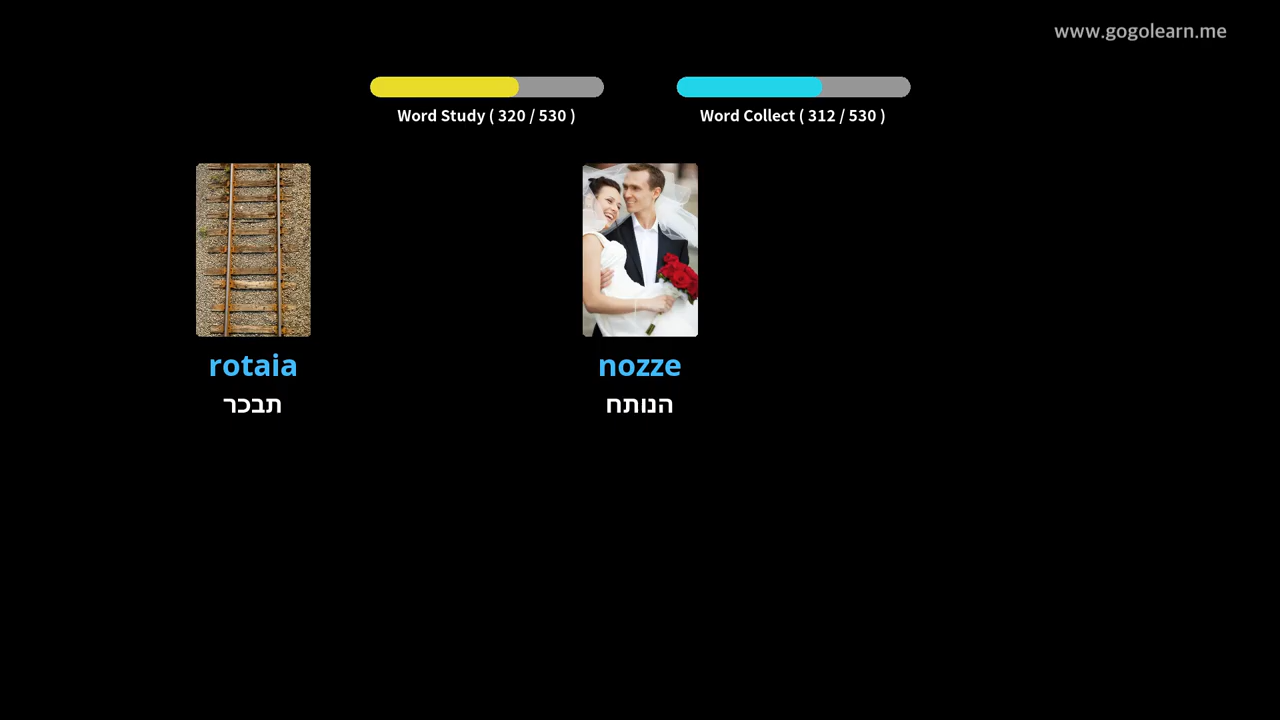 www.gogolearn.me
Word Study ( 320 / 530 )
Word Collect ( 312 / 530 )
rotaia
תבכר
nozze
הנותח